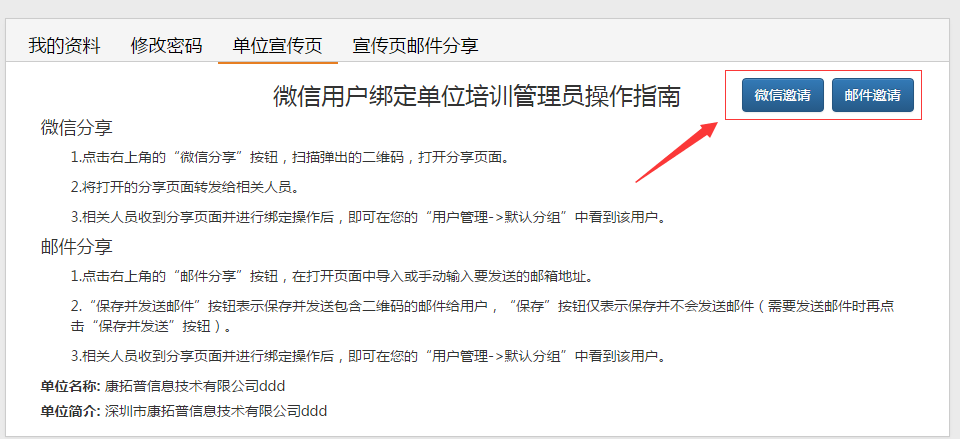 我的资料 修改密码 单位宣传页 宣传页邮件分享
微信用户绑定单位培训管理员操作指南
微信邀请 邮件邀请
微信分享
1.点击右上角的“微信分享”按钮，扫描弹出的二维码，打开分享页面。
2.将打开的分享页面转发给相关人员。
3.相关人员收到分享页面并进行绑定操作后，即可在您的“用户管理->默认分组”中看到该用户。
邮件分享
1.点击右上角的“邮件分享”按钮，在打开页面中导入或手动输入要发送的邮箱地址。
2.“保存并发送邮件”按钮表示保存并发送包含二维码的邮件给用户，“保存”按钮仅表示保存并不会发送邮件（需要发送邮件时再点
击“保存并发送”按钮）。
3.相关人员收到分享页面并进行绑定操作后，即可在您的“用户管理->默认分组”中看到该用户。
单位名称: 康拓普信息技术有限公司ddd
单位简介: 深圳市康拓普信息技术有限公司ddd